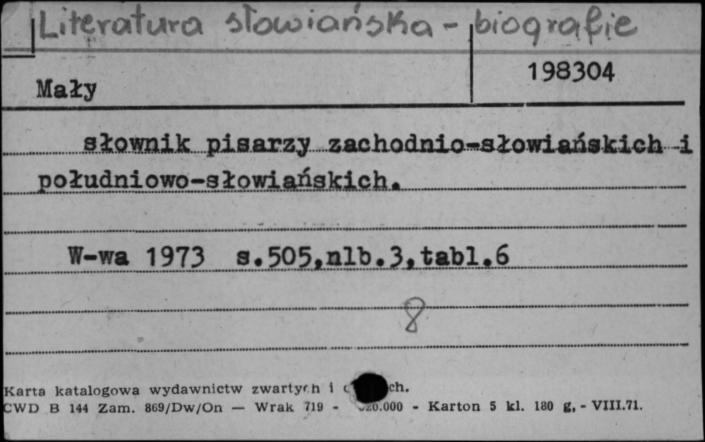 Literatura słowiańska - biografie
198304
Mały
słownik pisarzy zachodnio-słowiańskich i
południowo-słowiańskich.
W-wa 1973 s.505,nlb.3,tabl.6
8
Karta katalogowa wydawnictw zwartych i
CWD B 144 Zam. 869/Dw/On — Wrak 719 - - Karton 5 kl. 180 g. - VIII.71.